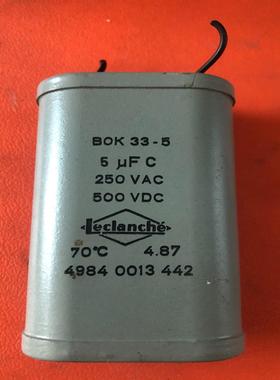 BOK 33-5
5 µF C
250 VAC
500 VDC
Leclanché
70°C 4.87
4984 0013 442